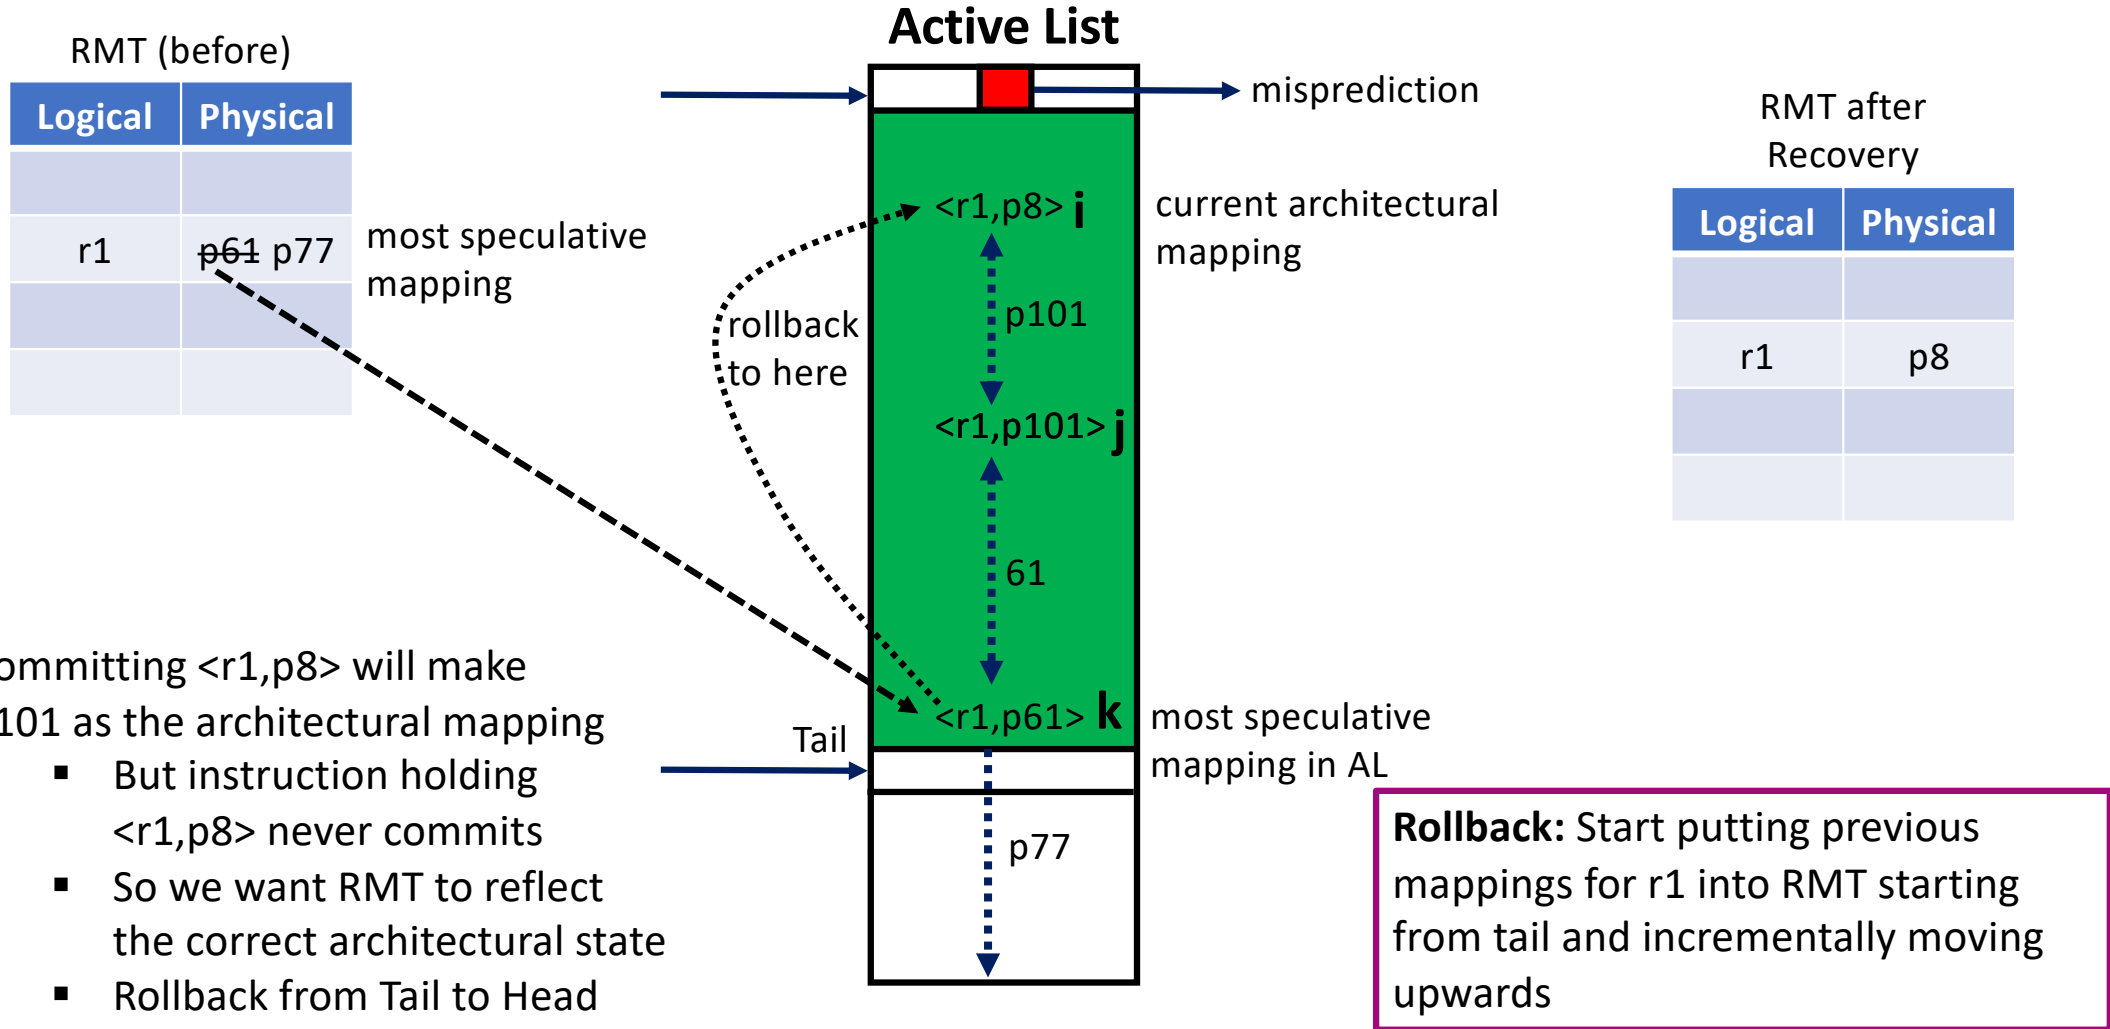 Active List
RMT (before)
Logical Physical
r1 p61 p77
most speculative
mapping
misprediction
<r1,p8> i
current architectural
mapping
rollback
to here
p101
<r1,p101> j
61
<r1,p61> k
most speculative
mapping in AL
Tail
p77
RMT after
Recovery
Logical Physical
r1 p8
ommitting <r1,p8> will make
101 as the architectural mapping
▪ But instruction holding
<r1,p8> never commits
▪ So we want RMT to reflect
the correct architectural state
▪ Rollback from Tail to Head
Rollback: Start putting previous
mappings for r1 into RMT starting
from tail and incrementally moving
upwards